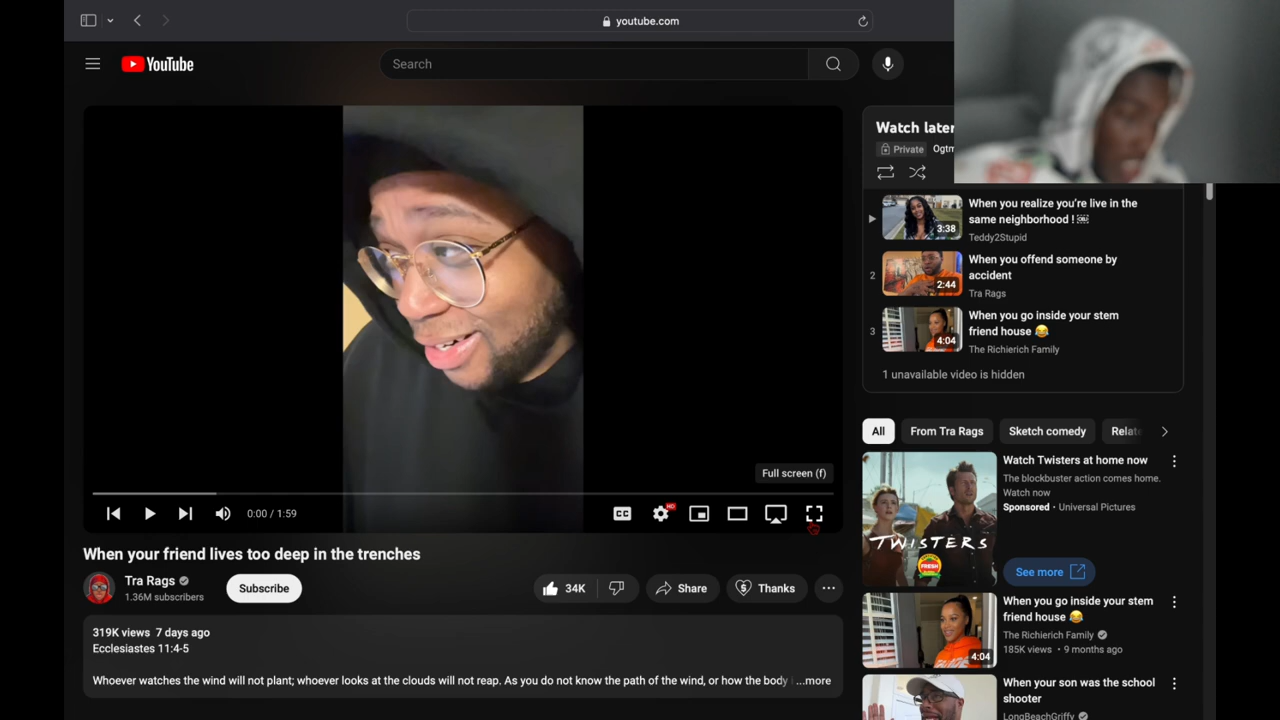 youtube.com
YouTube
Search
Watch later
Private Ogtm
When you realize you're live in the
same neighborhood !
3:38
Teddy2Stupid
2
When you offend someone by
accident
2:44
Tra Rags
3
When you go inside your stem
friend house 😂
4:04
The Richierich Family
1 unavailable video is hidden
Full screen (f)
0:00 / 1:59
CC
HD
When your friend lives too deep in the trenches
Tra Rags
1.36M subscribers
Subscribe
34K
Share
Thanks
319K views 7 days ago
Ecclesiastes 11:4-5
Whoever watches the wind will not plant; whoever looks at the clouds will not reap. As you do not know the path of the wind, or how the body
...more
All
From Tra Rags
Sketch comedy
Relat
TWISTERS
FRESH
Watch Twisters at home now
The blockbuster action comes home.
Watch now
Sponsored • Universal Pictures
See more
4:04
When you go inside your stem
friend house 😂
The Richierich Family
185K views • 9 months ago
When your son was the school
shooter
LongBeachGriffy